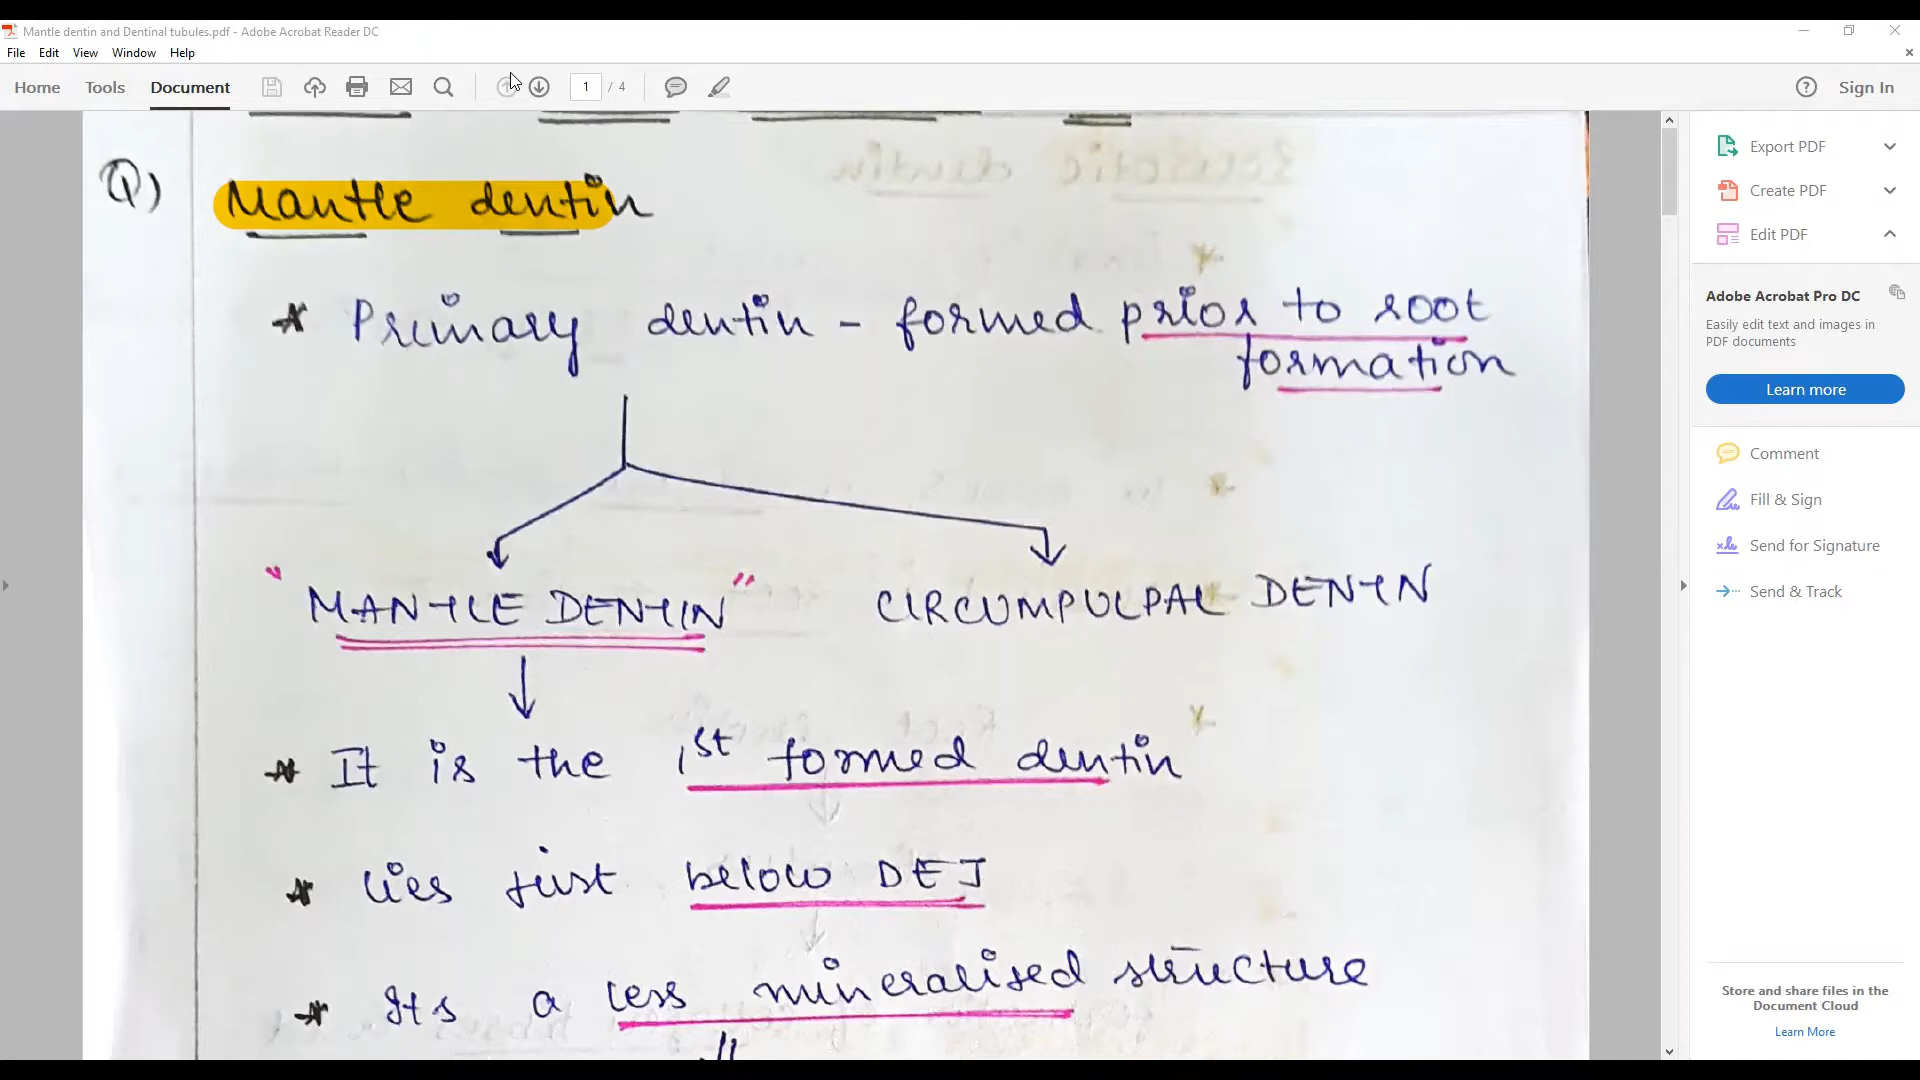 Mantle dentin and Dentinal tubules.pdf - Adobe Acrobat Reader DC
File Edit View Window Help
Home Tools Document 1 / 4 Sign In
Q) Mantle dentin
* Primary dentin - formed prior to root
formation
"MANTLE DENTIN" CIRCUMPULPAL DENTIN
* It is the 1st formed dentin
* lies just below DEJ
* Its a less mineralised structure
Export PDF
Create PDF
Edit PDF
Adobe Acrobat Pro DC
Easily edit text and images in
PDF documents
Learn more
Comment
Fill & Sign
Send for Signature
Send & Track
Store and share files in the
Document Cloud
Learn More